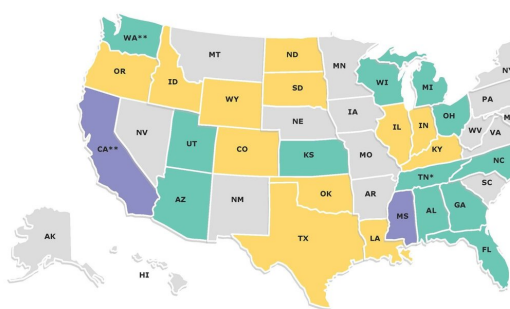 WA**
MT
ND
MN
OR
ID
SD
WI
MI
WY
NE
IA
PA
NV
UT
CO
IL
IN
OH
WV
VA
CA**
KS
MO
KY
AZ
NM
OK
AR
TN*
NC
SC
TX
LA
MS
AL
GA
FL
AK
HI